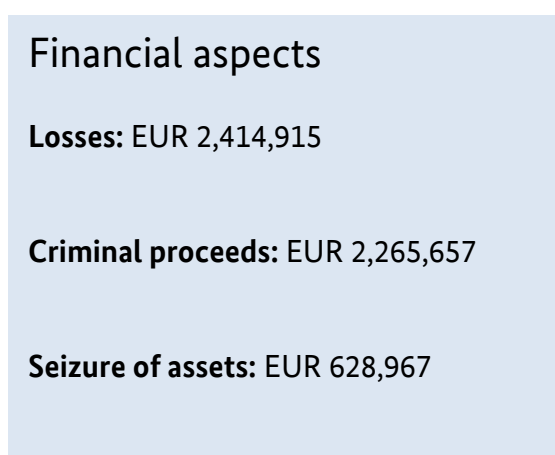 Financial aspects
Losses: EUR 2,414,915
Criminal proceeds: EUR 2,265,657
Seizure of assets: EUR 628,967